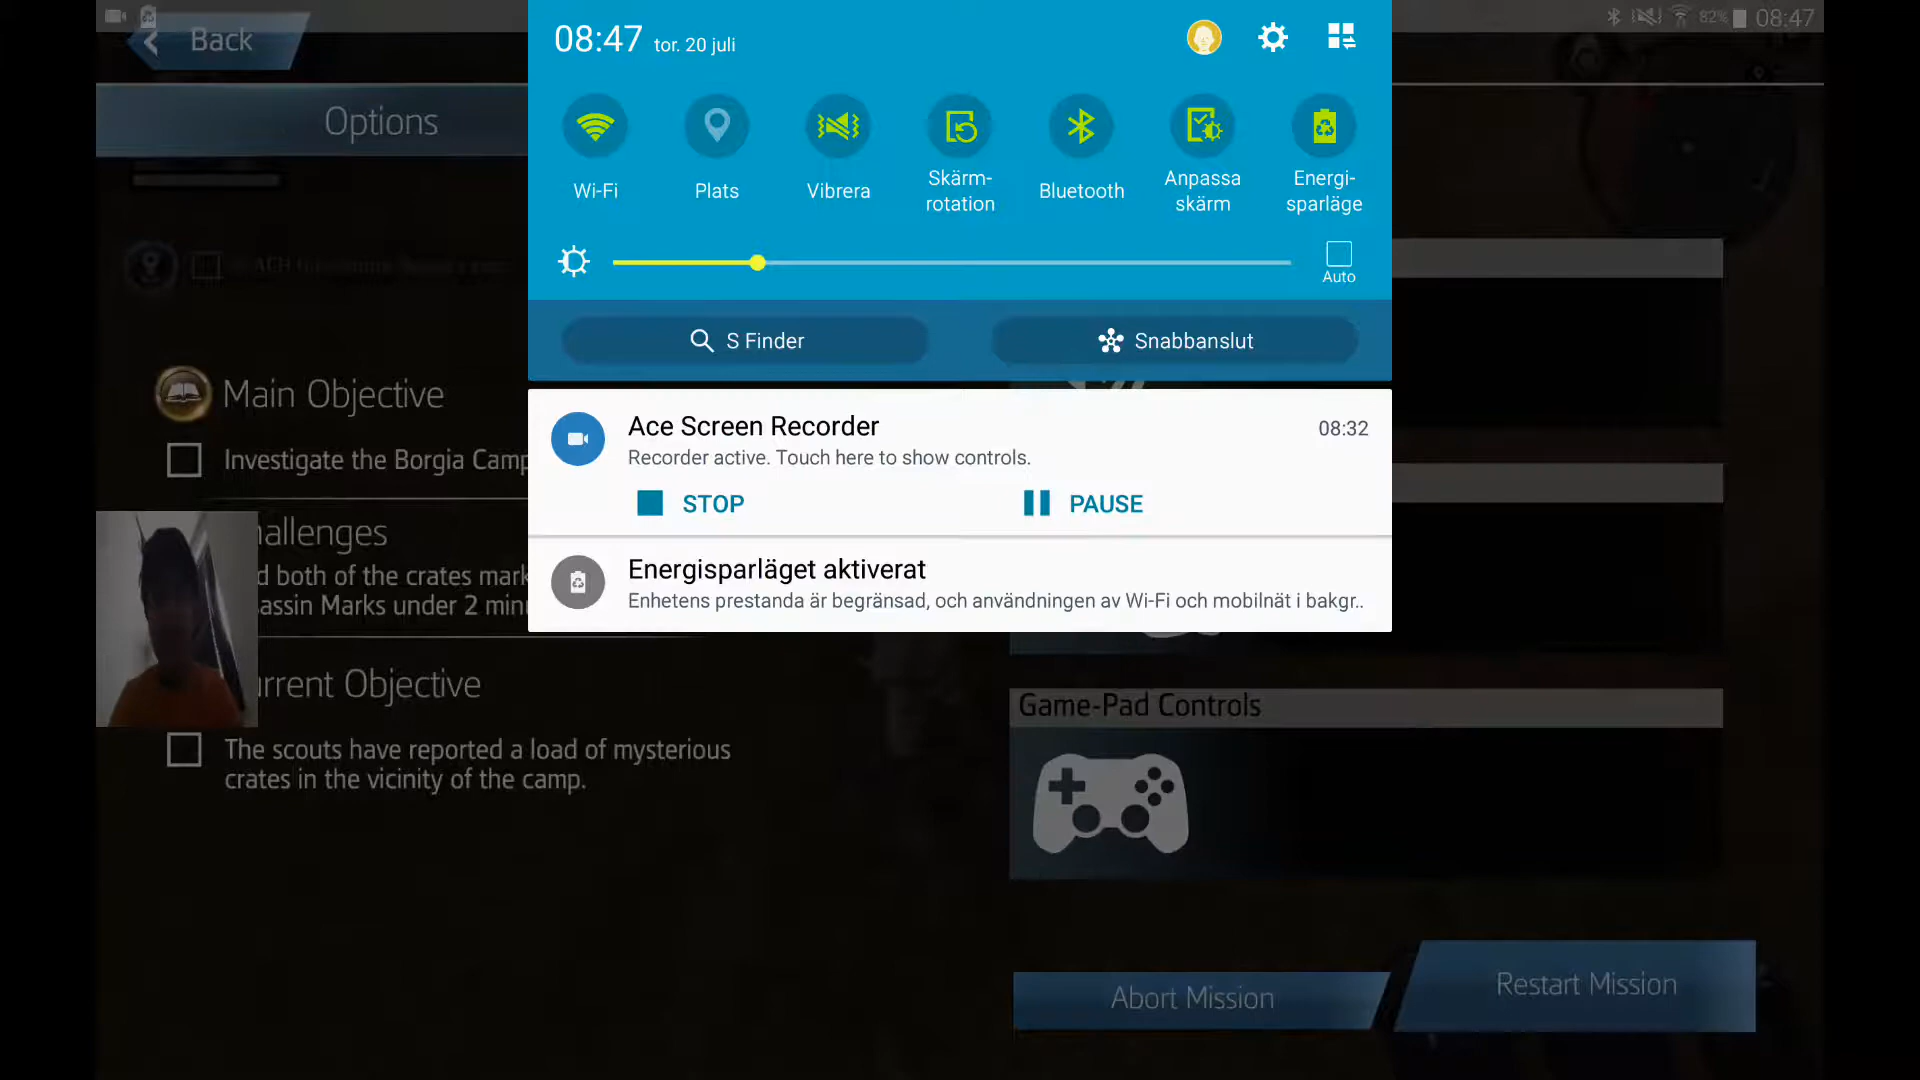 82% 08:47
Back
Options
08:47 tor. 20 juli
Wi-Fi
Plats
Vibrera
Skärm-
rotation
Bluetooth
Anpassa
skärm
Energi-
sparläge
Auto
S Finder
Snabbanslut
Ace Screen Recorder
08:32
Recorder active. Touch here to show controls.
STOP
PAUSE
Energisparläget aktiverat
Enhetens prestanda är begränsad, och användningen av Wi-Fi och mobilnät i bakgr..
Main Objective
Investigate the Borgia Camp
hallenges
d both of the crates mark
assin Marks under 2 min
rrent Objective
The scouts have reported a load of mysterious
crates in the vicinity of the camp.
Game-Pad Controls
Abort Mission
Restart Mission